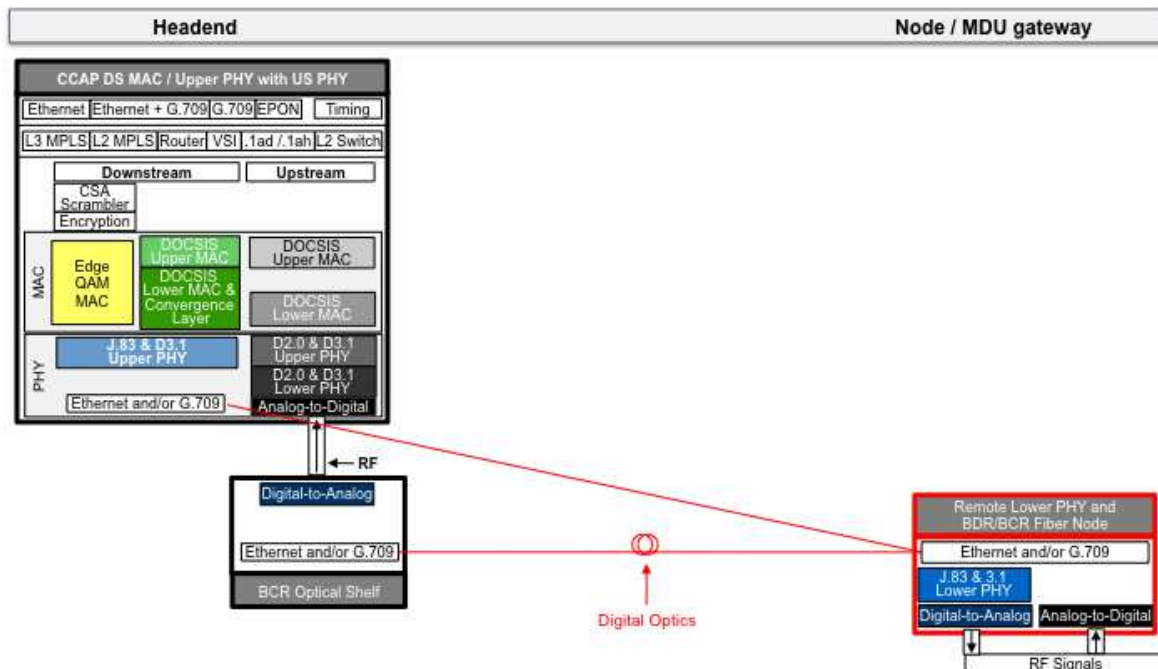 Headend
Node / MDU gateway
CCAP DS MAC / Upper PHY with US PHY
Ethernet
Ethernet + G.709
G.709
EPON
Timing
L3 MPLS
L2 MPLS
Router
VSI
.1ad /.1ah
L2 Switch
Downstream
Upstream
CSA
Scrambler
Encryption
MAC
Edge
QAM
MAC
DOCSIS
Upper MAC
DOCSIS
Lower MAC &
Convergence
Layer
DOCSIS
Upper MAC
DOCSIS
Lower MAC
PHY
J.83 & D3.1
Upper PHY
D2.0 & D3.1
Upper PHY
D2.0 & D3.1
Lower PHY
Ethernet and/or G.709
Analog-to-Digital
RF
Digital-to-Analog
Ethernet and/or G.709
BCR Optical Shelf
Digital Optics
Remote Lower PHY and
BDR/BCR Fiber Node
Ethernet and/or G.709
J.83 & 3.1
Lower PHY
Digital-to-Analog
Analog-to-Digital
RF Signals